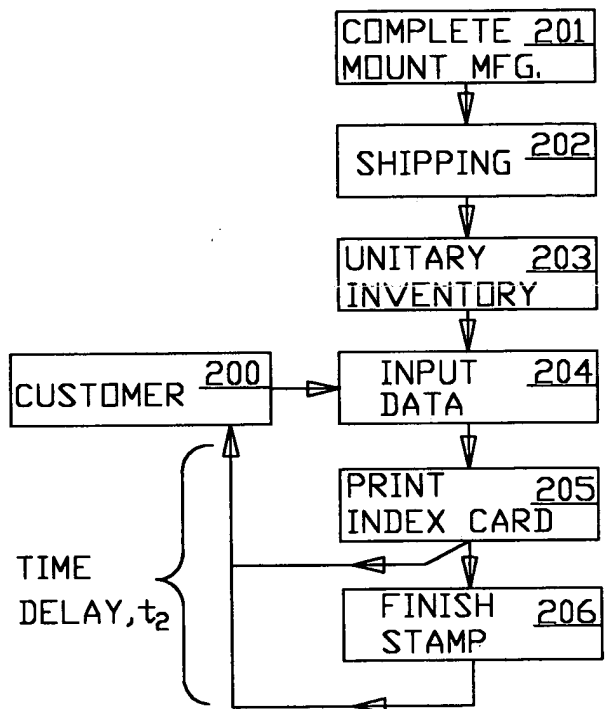 COMPLETE 201
MOUNT MFG.
SHIPPING 202
UNITARY 203
INVENTORY
CUSTOMER 200
INPUT 204
DATA
PRINT 205
INDEX CARD
TIME
DELAY, t₂
FINISH 206
STAMP